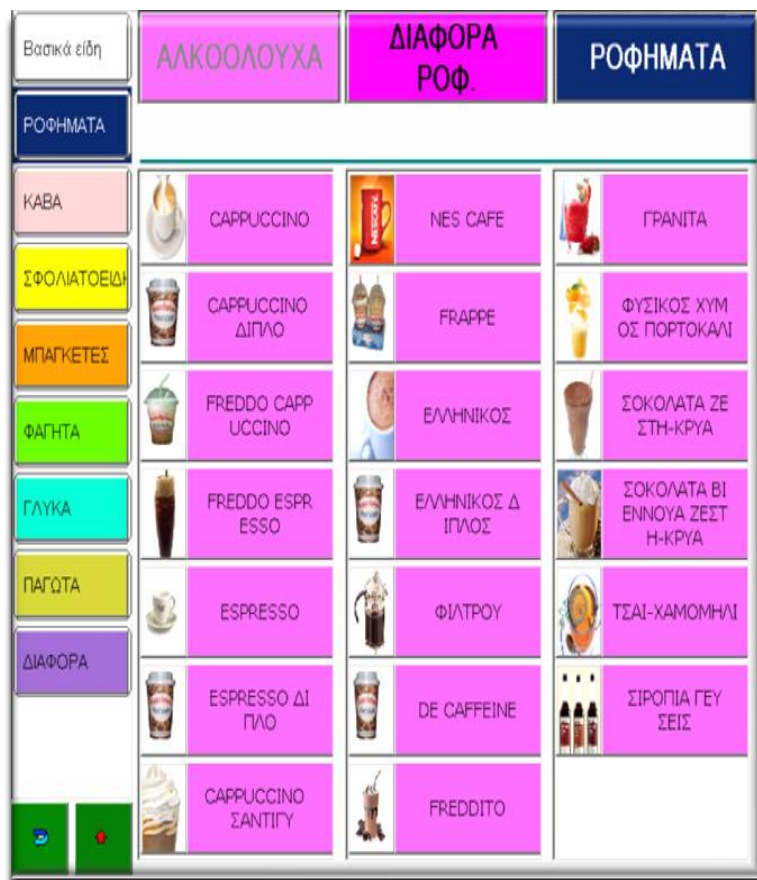 Βασικά είδη
ΑΛΚΟΟΛΟΥΧΑ
ΔΙΑΦΟΡΑ
ΡΟΦ.
ΡΟΦΗΜΑΤΑ
ΡΟΦΗΜΑΤΑ
ΚΑΒΑ
ΣΦΟΛΙΑΤΟΕΙΔΗ
ΜΠΑΓΚΕΤΕΣ
ΦΑΓΗΤΑ
ΓΛΥΚΑ
ΠΑΓΩΤΑ
ΔΙΑΦΟΡΑ
CAPPUCCINO
CAPPUCCINO
ΔΙΠΛΟ
FREDDO CAPP
UCCINO
FREDDO ESPR
ESSO
ESPRESSO
ESPRESSO ΔΙ
ΠΛΟ
CAPPUCCINO
ΣΑΝΤΙΓΥ
NES CAFE
NESCAFE
FRAPPE
ΕΛΛΗΝΙΚΟΣ
ΕΛΛΗΝΙΚΟΣ Δ
ΙΠΛΟΣ
ΦΙΛΤΡΟΥ
DE CAFFEINE
FREDDITO
ΓΡΑΝΙΤΑ
ΦΥΣΙΚΟΣ ΧΥΜ
ΟΣ ΠΟΡΤΟΚΑΛΙ
ΣΟΚΟΛΑΤΑ ΖΕ
ΣΤΗ-ΚΡΥΑ
ΣΟΚΟΛΑΤΑ ΒΙ
ΕΝΝΟΥΑ ΖΕΣΤ
Η-ΚΡΥΑ
ΤΣΑΙ-ΧΑΜΟΜΗΛΙ
ΣΙΡΟΠΙΑ ΓΕΥ
ΣΕΙΣ